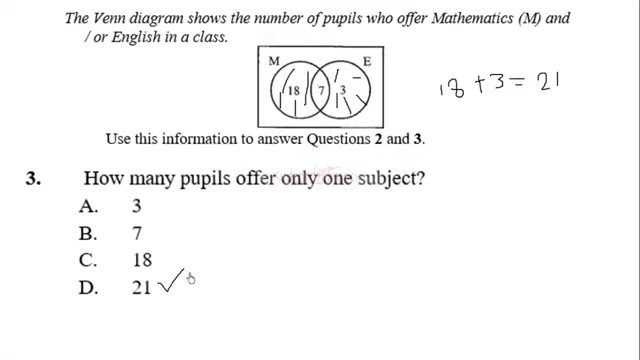 The Venn diagram shows the number of pupils who offer Mathematics (M) and
/ or English in a class.
M E
18 7 3
18 + 3 = 21
Use this information to answer Questions 2 and 3.
3. How many pupils offer only one subject?
A. 3
B. 7
C. 18
D. 21